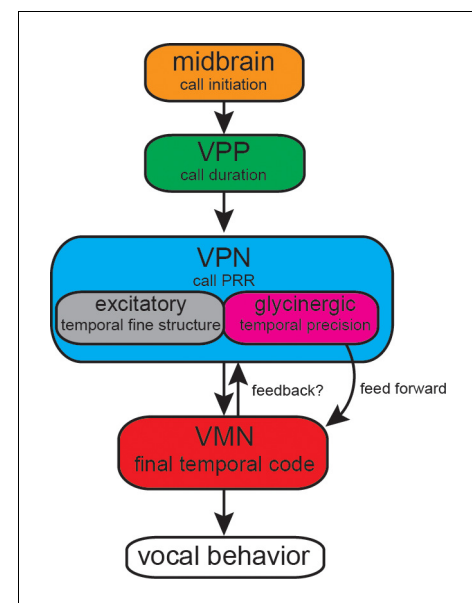 midbrain
call initiation
VPP
call duration
VPN
call PRR
excitatory
temporal fine structure
glycinergic
temporal precision
feedback?
feed forward
VMN
final temporal code
vocal behavior